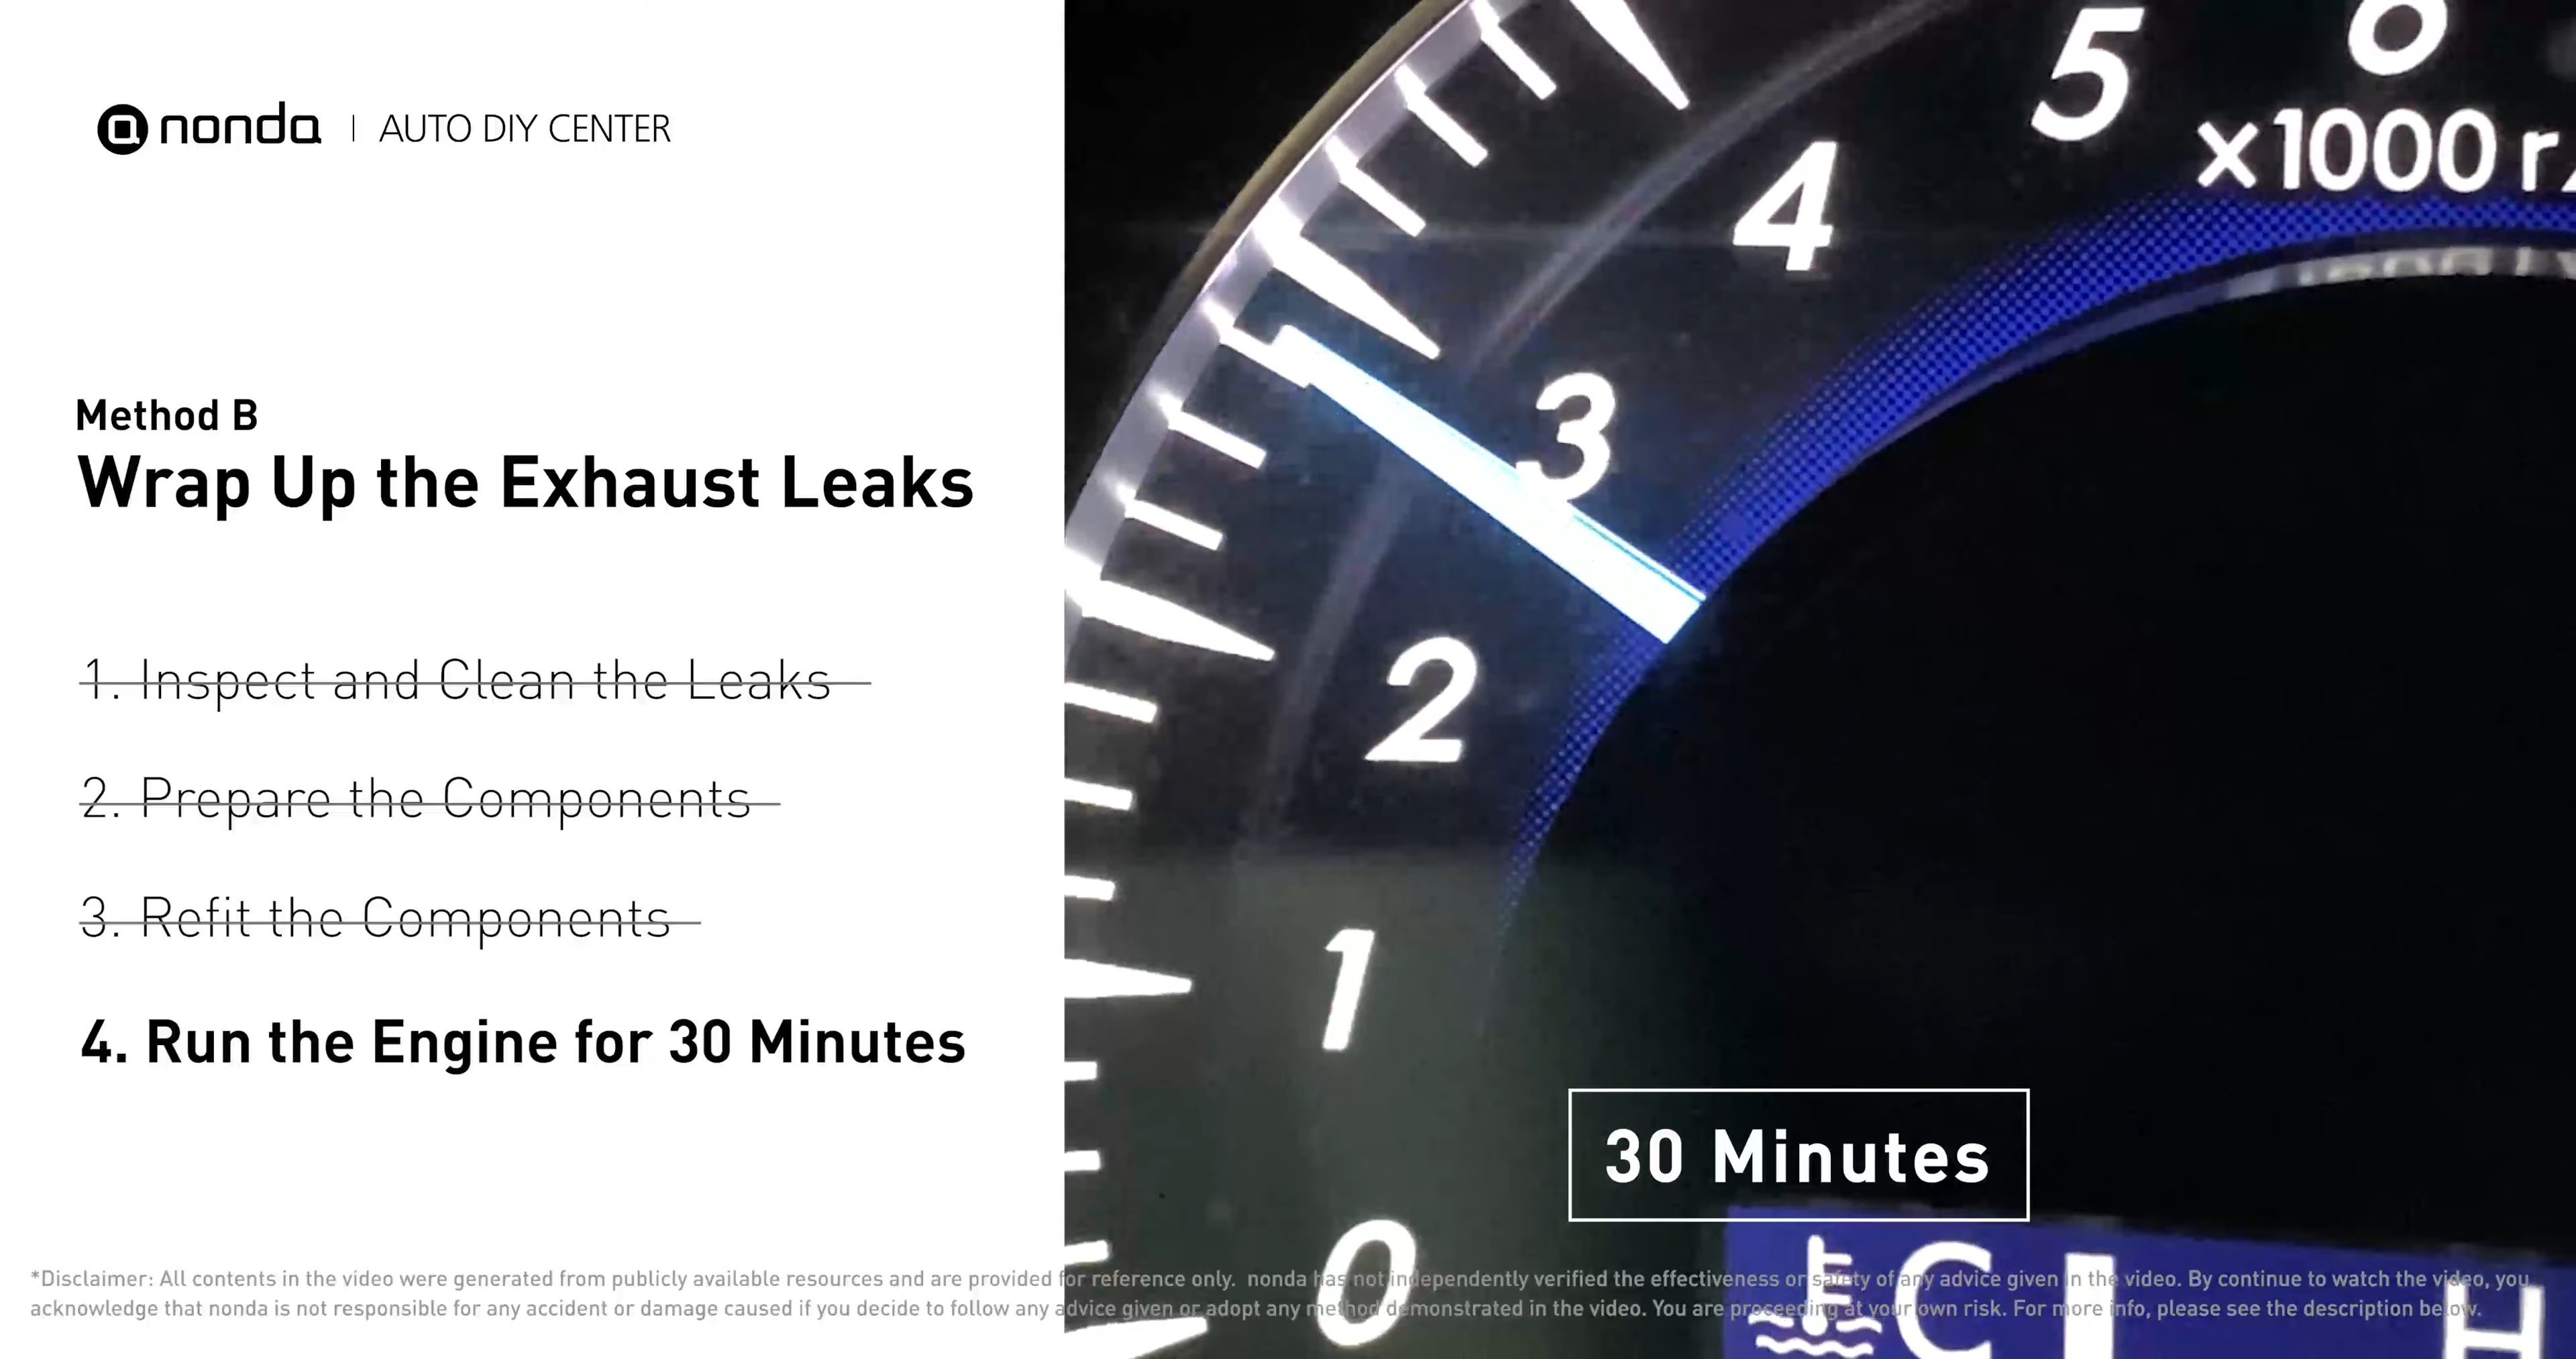 nonda | AUTO DIY CENTER
Method B
Wrap Up the Exhaust Leaks
1. Inspect and Clean the Leaks
2. Prepare the Components
3. Refit the Components
4. Run the Engine for 30 Minutes
6
5
x1000 r/
4
3
2
1
0
30 Minutes
C
H
*Disclaimer: All contents in the video were generated from publicly available resources and are provided for reference only. nonda has not independently verified the effectiveness or safety of any advice given in the video. By continue to watch the video, you
acknowledge that nonda is not responsible for any accident or damage caused if you decide to follow any advice given or adopt any method demonstrated in the video. You are proceeding at your own risk. For more info, please see the description below.